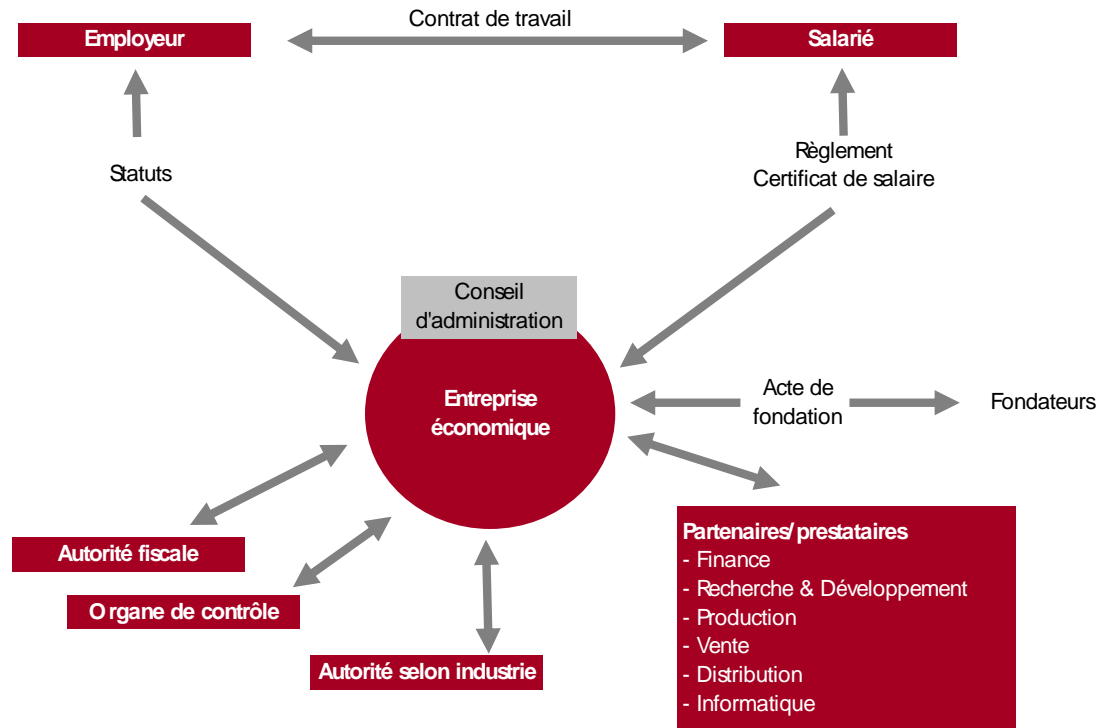 Contrat de travail
Employeur
Salarié
Statuts
Règlement
Certificat de salaire
Conseil
d'administration
Entreprise
économique
Acte de
fondation
Fondateurs
Autorité fiscale
Organe de contrôle
Autorité selon industrie
Partenaires/prestataires
- Finance
- Recherche & Développement
- Production
- Vente
- Distribution
- Informatique